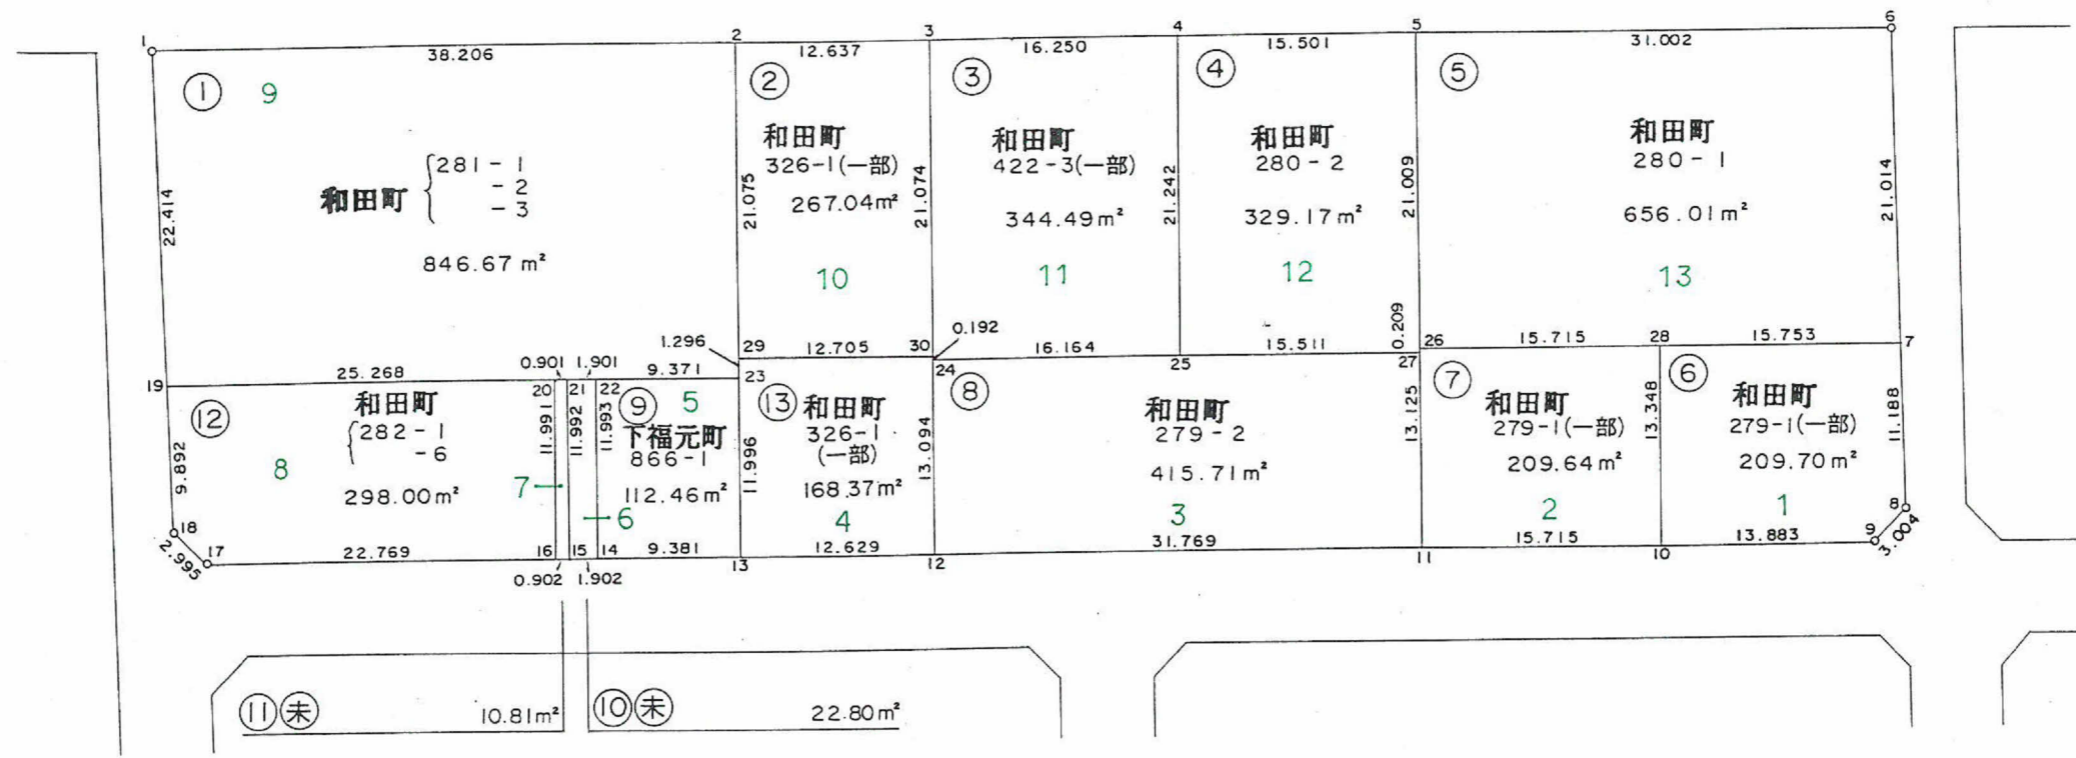 1 2 3 4 5 6
38.206 12.637 16.250 15.501 31.002
① 9
和田町 281-1
-2
-3
846.67㎡
22.414
②
和田町
326-1(一部)
267.04㎡
10
21.075
21.074
③
和田町
422-3(一部)
344.49㎡
11
21.242
④
和田町
280-2
329.17㎡
12
21.009
⑤
和田町
280-1
656.01㎡
13
21.014
1.296
29 12.705 30 0.192
16.164 15.511 0.209
24 25 27
26 15.715 28 15.753 7
19 25.268 0.901 1.901 9.371 23
20 21 22
⑫
和田町
282-1
-6
8
298.00㎡
9.892
11.991
11.992
11.993
7
6
⑨ 5
下福元町
866-1
112.46㎡
11.996
⑬ 和田町
326-1
(一部)
168.37㎡
4
13.094
⑧
和田町
279-2
415.71㎡
3
13.125
⑦
和田町
279-1(一部)
209.64㎡
2
13.348
⑥
和田町
279-1(一部)
209.70㎡
1
11.188
18 2.995 17
22.769 16 15 14 9.381 13 12.629 12 31.769 11 15.715 10 13.883 9 3.004 8
0.902 1.902
⑪ 未 10.81㎡
⑩ 未 22.80㎡